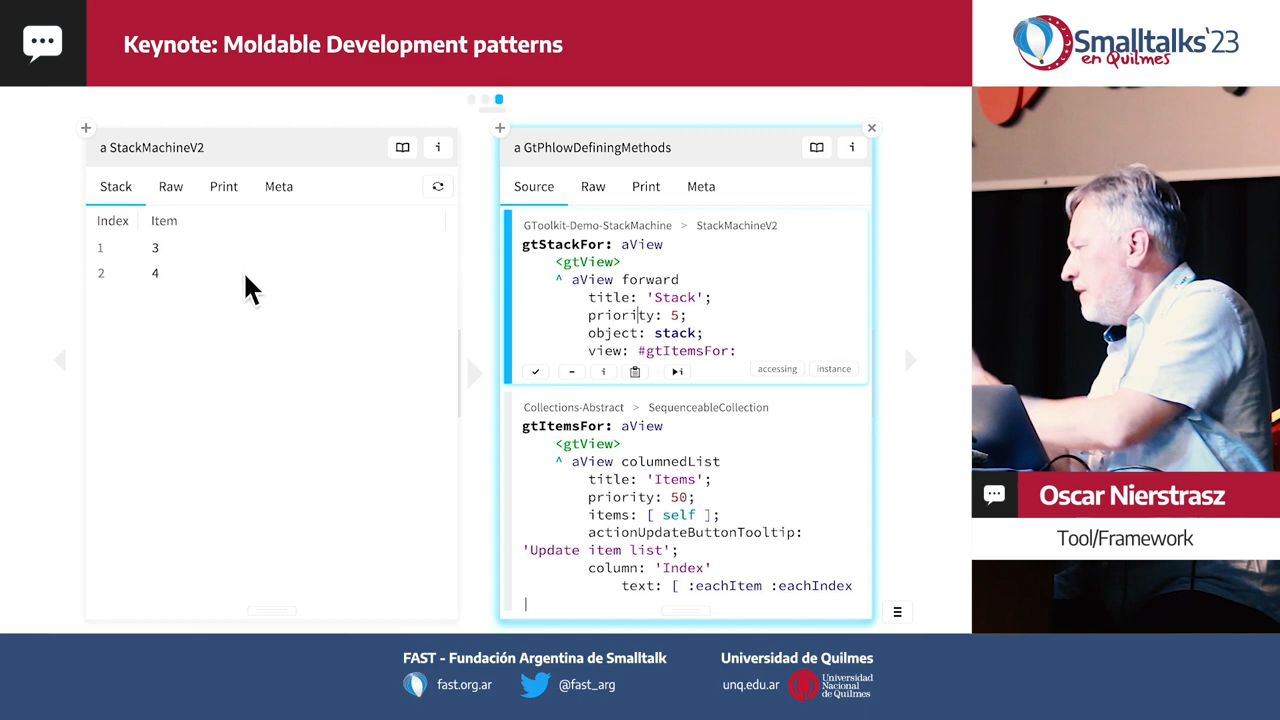 Keynote: Moldable Development patterns
Smalltalks'23
en Quilmes
a StackMachineV2
Stack Raw Print Meta
Index Item
1 3
2 4
a GtPhlowDefiningMethods
Source Raw Print Meta
GToolkit-Demo-StackMachine > StackMachineV2
gtStackFor: aView
<gtView>
^ aView forward
title: 'Stack';
priority: 5;
object: stack;
view: #gtItemsFor:
accessing instance
Collections-Abstract > SequenceableCollection
gtItemsFor: aView
<gtView>
^ aView columnedList
title: 'Items';
priority: 50;
items: [ self ];
actionUpdateButtonTooltip:
'Update item list';
column: 'Index'
text: [ :eachItem :eachIndex
|
Oscar Nierstrasz
Tool/Framework
FAST - Fundación Argentina de Smalltalk
fast.org.ar @fast_arg
Universidad de Quilmes
unq.edu.ar
Universidad
Nacional
de Quilmes